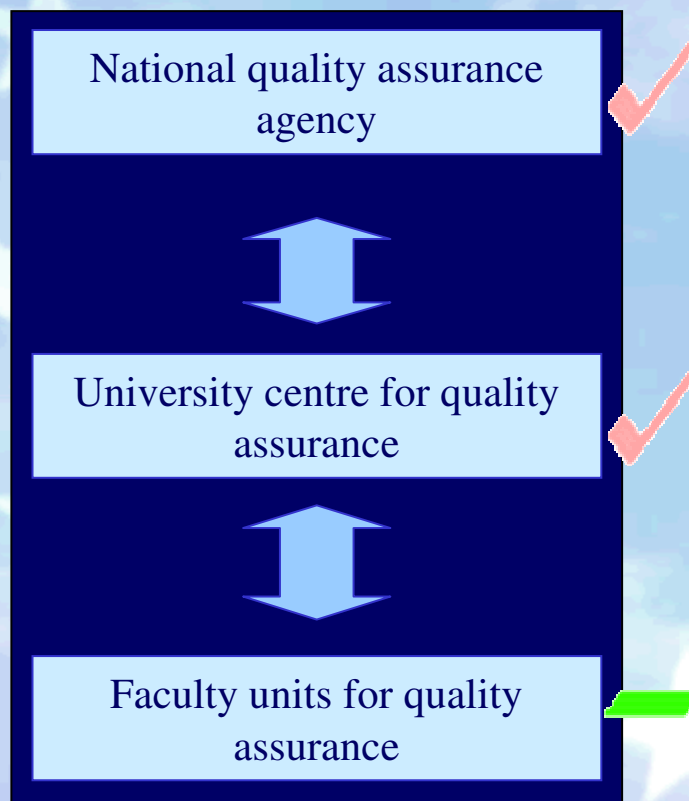 National quality assurance
agency
University centre for quality
assurance
Faculty units for quality
assurance